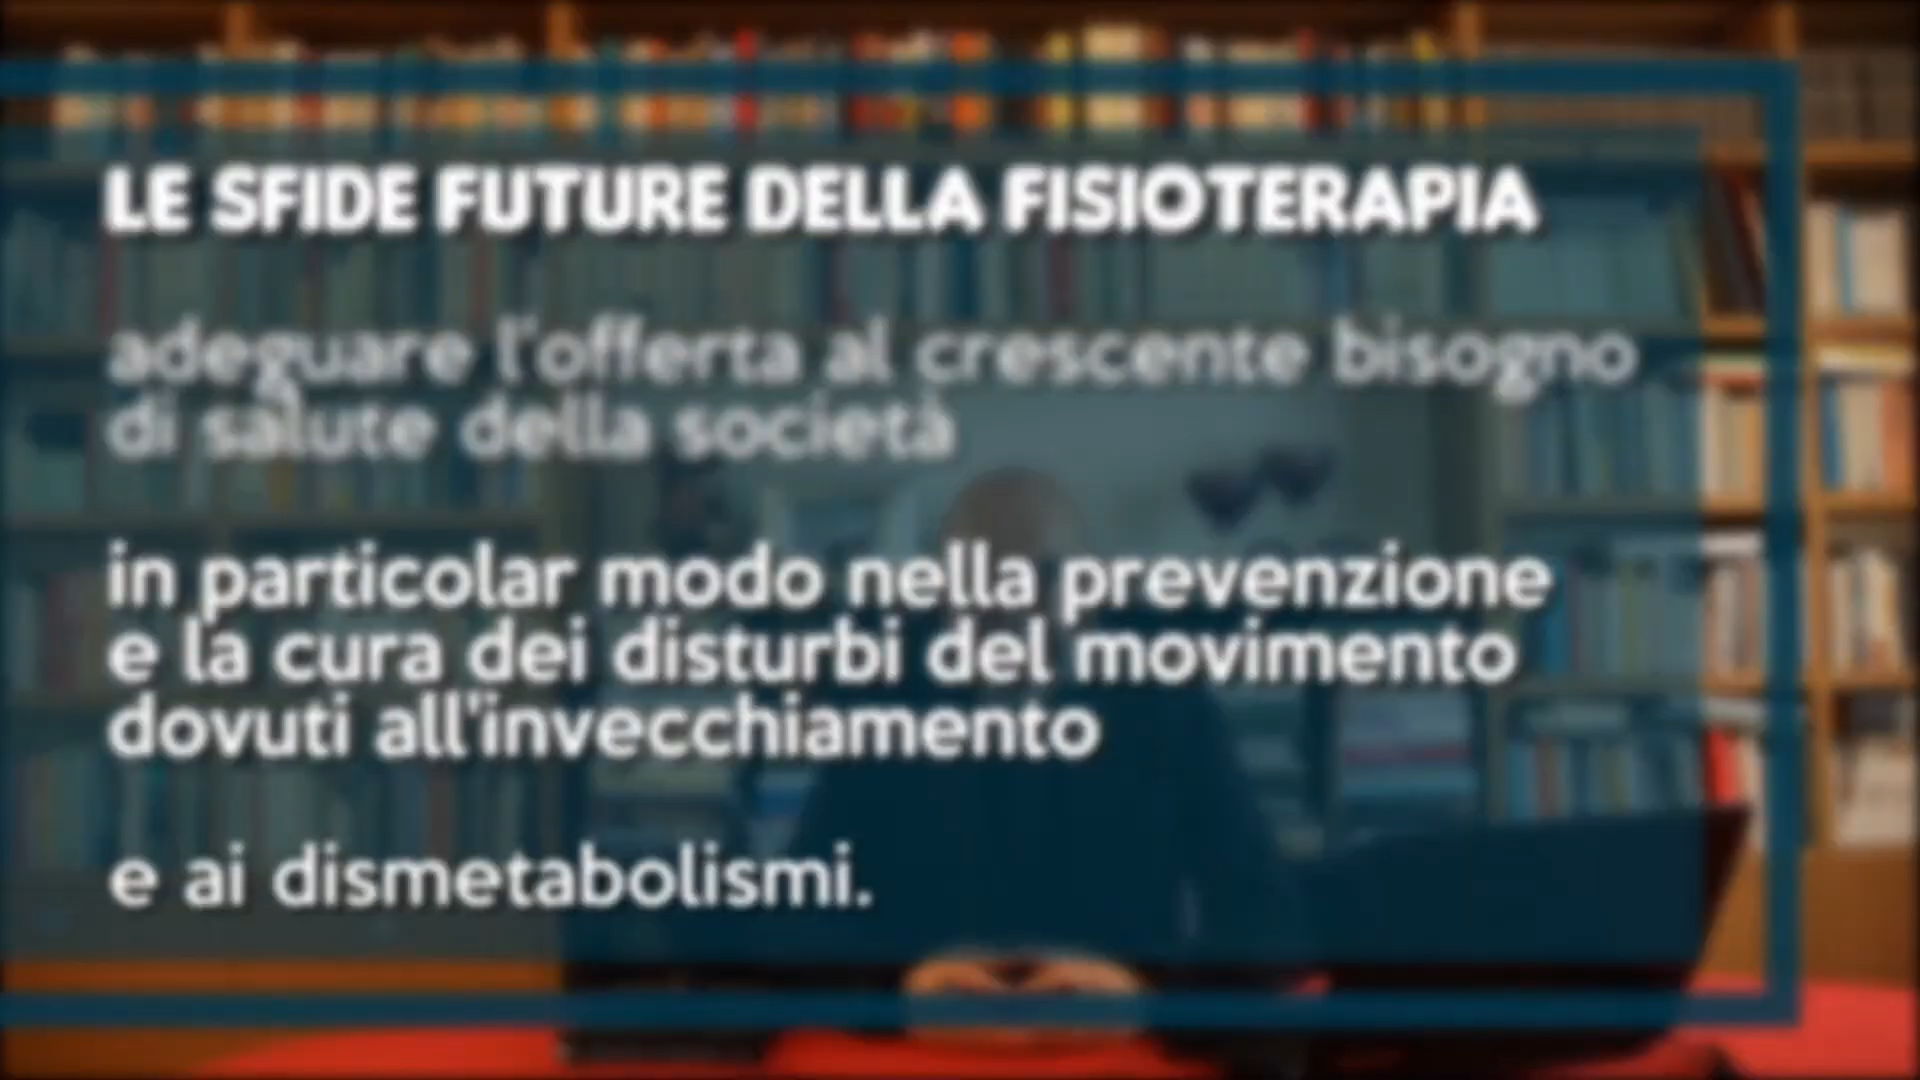 LE SFIDE FUTURE DELLA FISIOTERAPIA
adeguare l'offerta al crescente bisogno
di salute della società
in particolar modo nella prevenzione
e la cura dei disturbi del movimento
dovuti all'invecchiamento
e ai dismetabolismi.